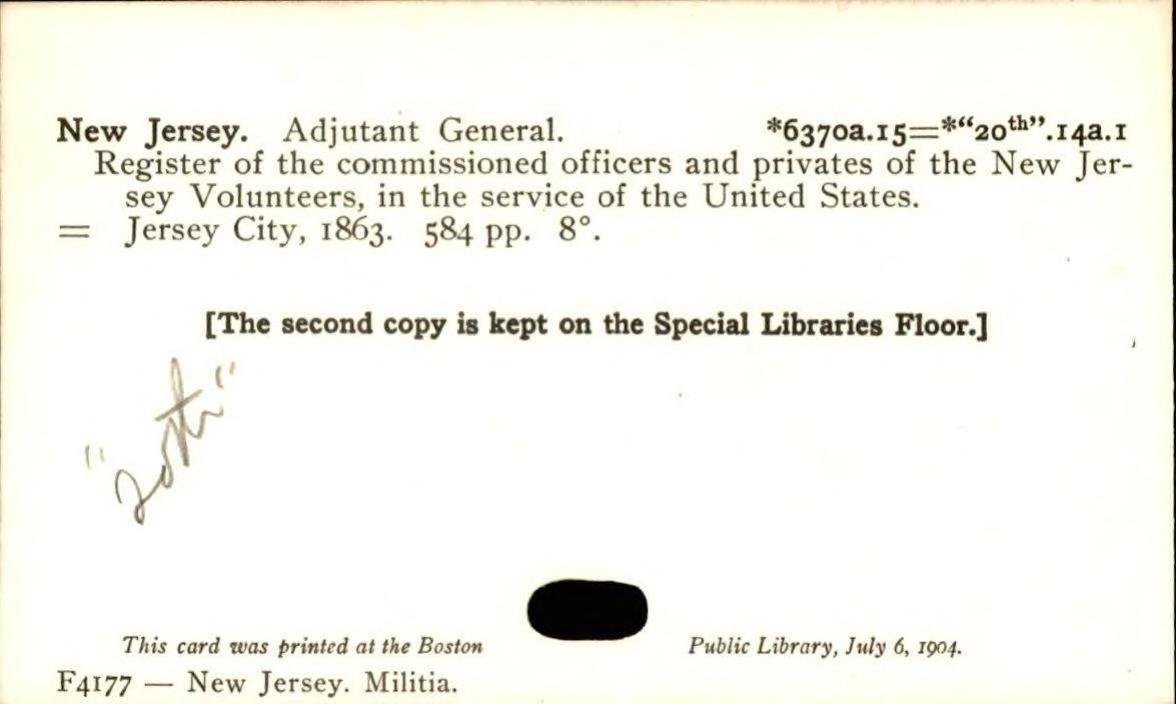 New Jersey. Adjutant General. *6370a.15=*“20th”.14a.1
Register of the commissioned officers and privates of the New Jer-
sey Volunteers, in the service of the United States.
= Jersey City, 1863. 584 pp. 8°.
[The second copy is kept on the Special Libraries Floor.]
"20th"
This card was printed at the Boston Public Library, July 6, 1904.
F4177 — New Jersey. Militia.